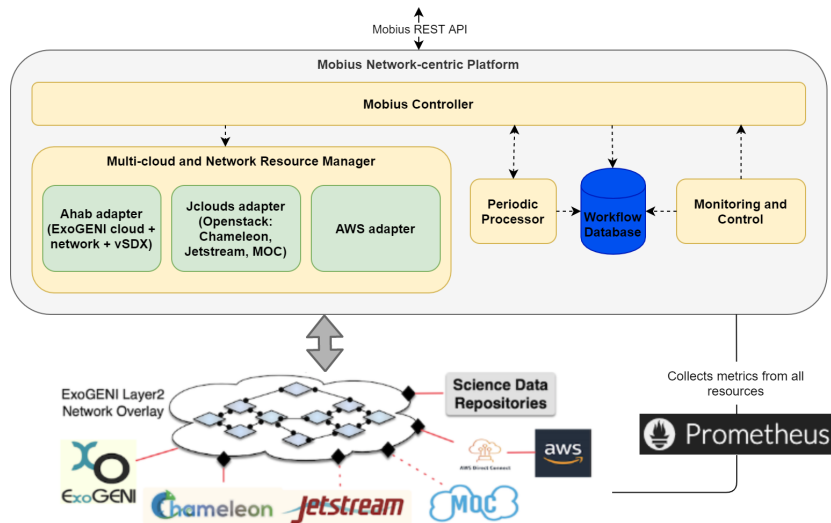 Mobius REST API
Mobius Network-centric Platform
Mobius Controller
Multi-cloud and Network Resource Manager
Ahab adapter
(ExoGENI cloud +
network + vSDX)
Jclouds adapter
(Openstack:
Chameleon,
Jetstream, MOC)
AWS adapter
Periodic
Processor
Workflow
Database
Monitoring and
Control
ExoGENI Layer2
Network Overlay
Science Data
Repositories
Collects metrics from all
resources
Prometheus
AWS Direct Connect
aws
XO
ExoGENI
Chameleon
Jetstream
MOC